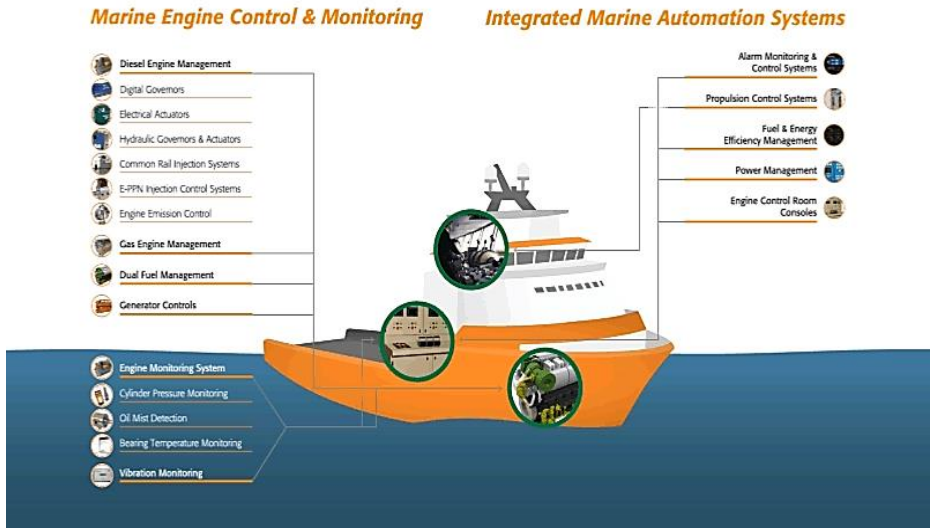 Marine Engine Control & Monitoring
Integrated Marine Automation Systems
Diesel Engine Management
Digital Governors
Electrical Actuators
Hydraulic Governors & Actuators
Common Rail Injection Systems
E-PPN Injection Control Systems
Engine Emission Control
Gas Engine Management
Dual Fuel Management
Generator Controls
Engine Monitoring System
Cylinder Pressure Monitoring
Oil Mist Detection
Bearing Temperature Monitoring
Vibration Monitoring
Alarm Monitoring &
Control Systems
Propulsion Control Systems
Fuel & Energy
Efficiency Management
Power Management
Engine Control Room
Consoles